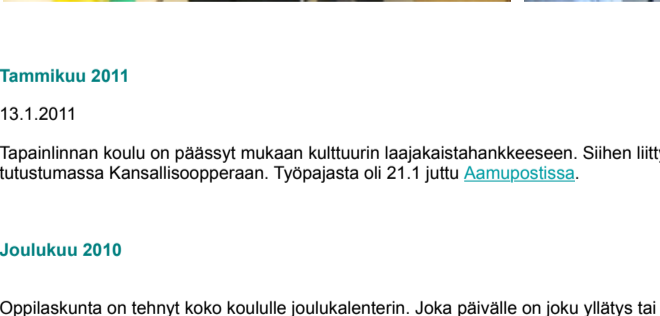 Tammikuu 2011
13.1.2011
Tapainlinnan koulu on päässyt mukaan kulttuurin laajakaistahankkeeseen. Siihen
tutustumassa Kansallisoopperaan. Työpajasta oli 21.1 juttu Aamupostissa.
Joulukuu 2010
Oppilaskunta on tehnyt koko koululle joulukalenterin. Joka päivälle on joku yllätys tai